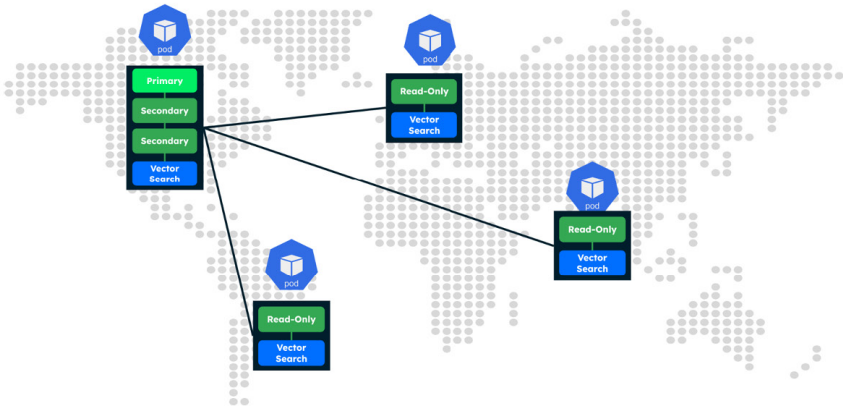 pod
Primary
Secondary
Secondary
Vector
Search
pod
Read-Only
Vector
Search
pod
Read-Only
Vector
Search
pod
Read-Only
Vector
Search